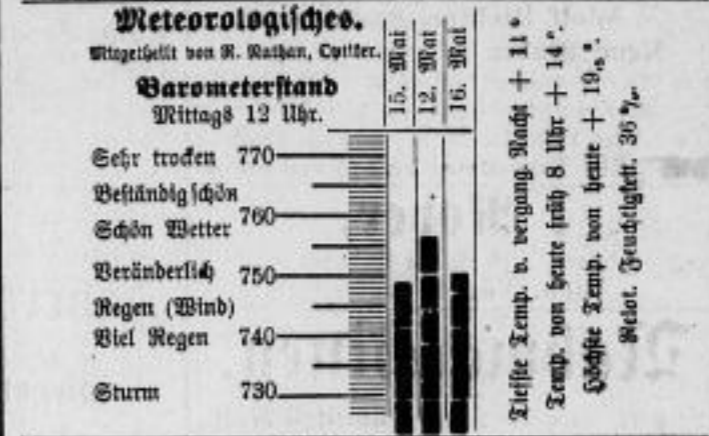 Meteorologisches.
Mitgetheilt von R. Nathan, Optiker.
Barometerstand
Mittags 12 Uhr.
15. Mai
12. Mai
16. Mai
Sehr trocken 770
Beständig schön
760
Schön Wetter
Veränderlich 750
Regen (Wind)
Viel Regen 740
Sturm 730
Tiefste Temp. v. vergang. Nacht + 11°.
Temp. von heute früh 8 Uhr + 14°.
Höchste Temp. von heute + 19,5°.
Relat. Feuchtigkeit. 36 %.